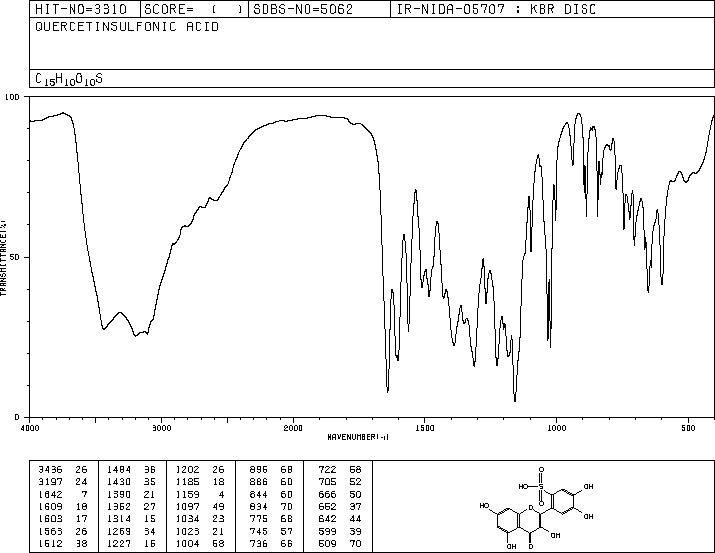 HIT-NO=3310 SCORE= ( ) SDBS-NO=5062 IR-NIDA-05707 : KBR DISC
QUERCETINSULFONIC ACID
C15H10O10S
100
50
0
TRANSMITTANCE(%)
4000 3000 2000 1500 1000 500
WAVENUMBER(-1)
3436 26 1484 36 1202 26 896 68 722 58
3197 24 1430 35 1185 18 886 60 705 52
1642 7 1390 21 1159 4 844 60 666 50
1609 18 1362 27 1097 49 834 70 652 37
1603 17 1314 15 1034 23 775 68 642 44
1563 26 1269 34 1023 21 745 57 599 39
1512 38 1227 16 1004 58 736 66 509 70
O
HO S OH
O OH
HO O
OH
OH O